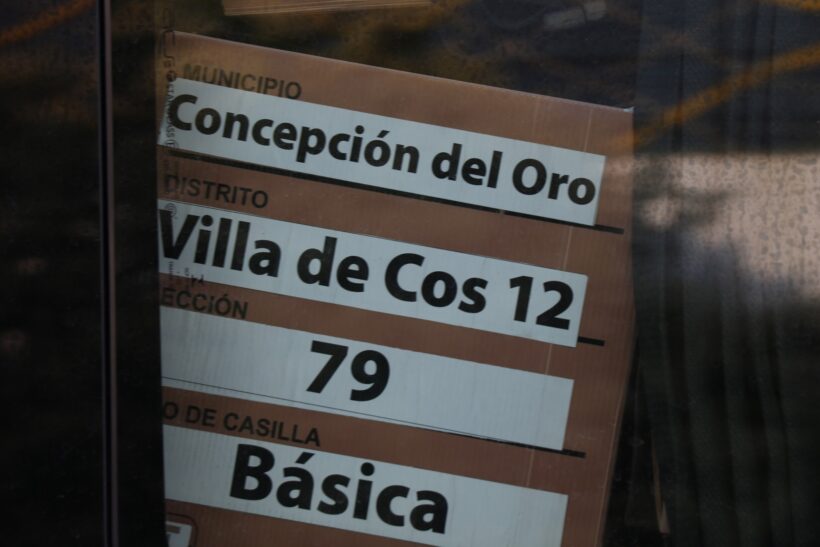 MUNICIPIO
Concepción del Oro
DISTRITO
Villa de Cos 12
ECCIÓN
79
O DE CASILLA
Básica